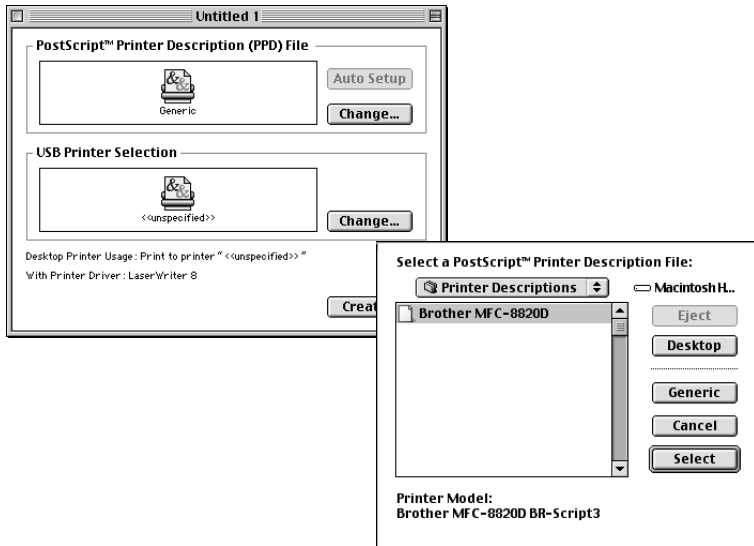 Untitled 1
PostScript™ Printer Description (PPD) File
Generic
Auto Setup
Change...
USB Printer Selection
<<unspecified>>
Change...
Desktop Printer Usage: Print to printer "<<unspecified>>"
With Printer Driver: LaserWriter 8
Creat
Select a PostScript™ Printer Description File:
Printer Descriptions
Macintosh H...
Brother MFC-8820D
Eject
Desktop
Generic
Cancel
Select
Printer Model:
Brother MFC-8820D BR-Script3